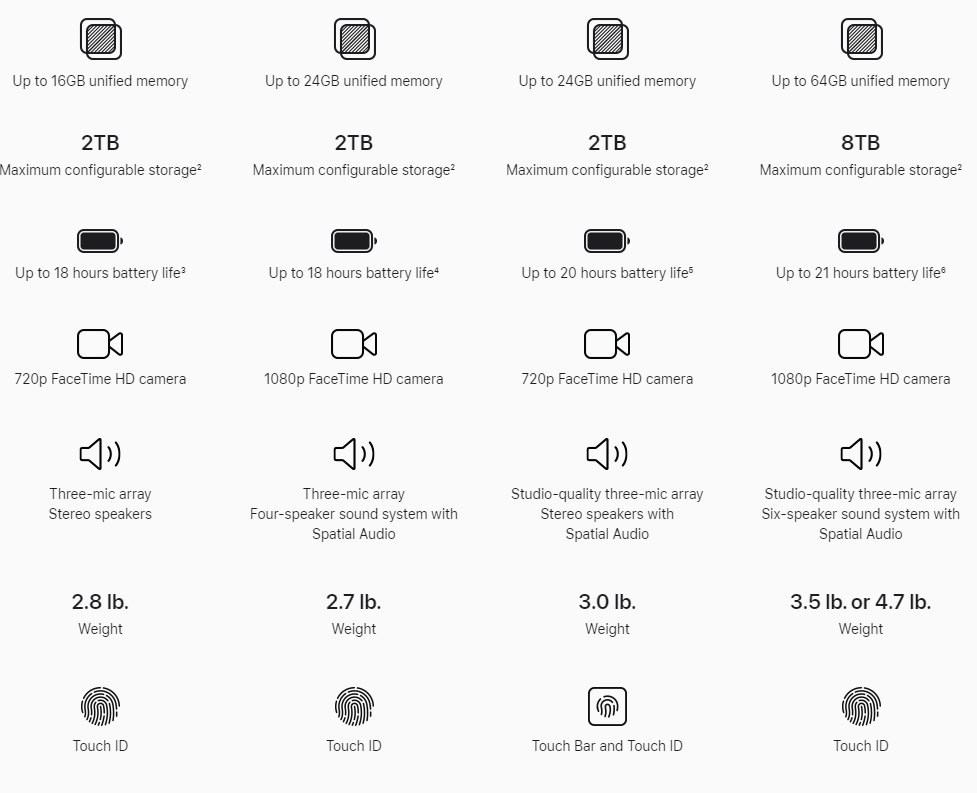 Up to 16GB unified memory
Up to 24GB unified memory
Up to 24GB unified memory
Up to 64GB unified memory
2TB
2TB
2TB
8TB
Maximum configurable storage²
Maximum configurable storage²
Maximum configurable storage²
Maximum configurable storage²
Up to 18 hours battery life³
Up to 18 hours battery life⁴
Up to 20 hours battery life⁵
Up to 21 hours battery life⁶
720p FaceTime HD camera
1080p FaceTime HD camera
720p FaceTime HD camera
1080p FaceTime HD camera
Three-mic array
Stereo speakers
Three-mic array
Four-speaker sound system with
Spatial Audio
Studio-quality three-mic array
Stereo speakers with
Spatial Audio
Studio-quality three-mic array
Six-speaker sound system with
Spatial Audio
2.8 lb.
2.7 lb.
3.0 lb.
3.5 lb. or 4.7 lb.
Weight
Weight
Weight
Weight
Touch ID
Touch ID
Touch Bar and Touch ID
Touch ID